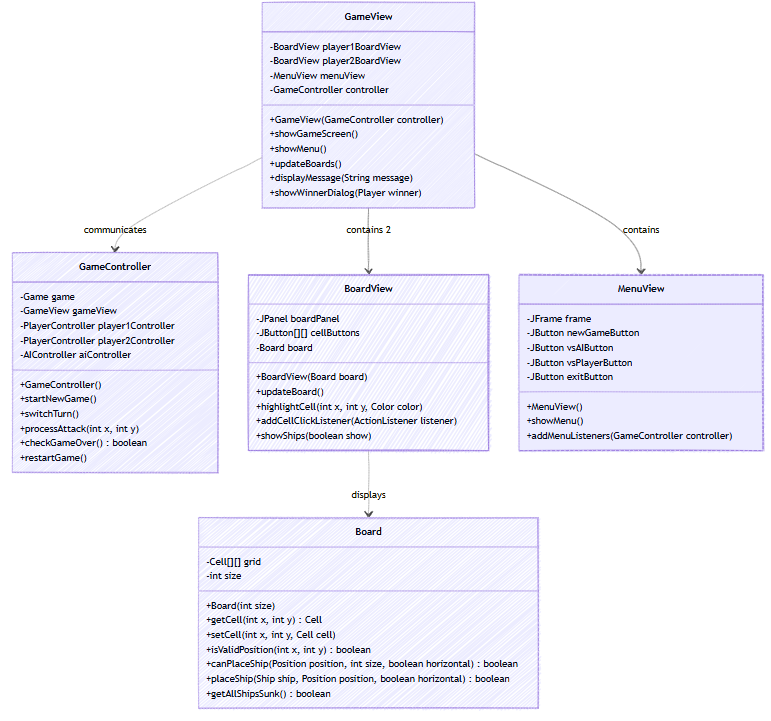 GameView
-BoardView player1BoardView
-BoardView player2BoardView
-MenuView menuView
-GameController controller
+GameView(GameController controller)
+showGameScreen()
+showMenu()
+updateBoards()
+displayMessage(String message)
+showWinnerDialog(Player winner)
communicates
contains 2
contains
GameController
-Game game
-GameView gameView
-PlayerController player1Controller
-PlayerController player2Controller
-AIController aiController
+GameController()
+startNewGame()
+switchTurn()
+processAttack(int x, int y)
+checkGameOver() : boolean
+restartGame()
BoardView
-JPanel boardPanel
-JButton[][] cellButtons
-Board board
+BoardView(Board board)
+updateBoard()
+highlightCell(int x, int y, Color color)
+addCellClickListener(ActionListener listener)
+showShips(boolean show)
MenuView
-JFrame frame
-JButton newGameButton
-JButton vsAIButton
-JButton vsPlayerButton
-JButton exitButton
+MenuView()
+showMenu()
+addMenuListeners(GameController controller)
displays
Board
-Cell[][] grid
-int size
+Board(int size)
+getCell(int x, int y) : Cell
+setCell(int x, int y, Cell cell)
+isValidPosition(int x, int y) : boolean
+canPlaceShip(Position position, int size, boolean horizontal) : boolean
+placeShip(Ship ship, Position position, boolean horizontal) : boolean
+getAllShipsSunk() : boolean